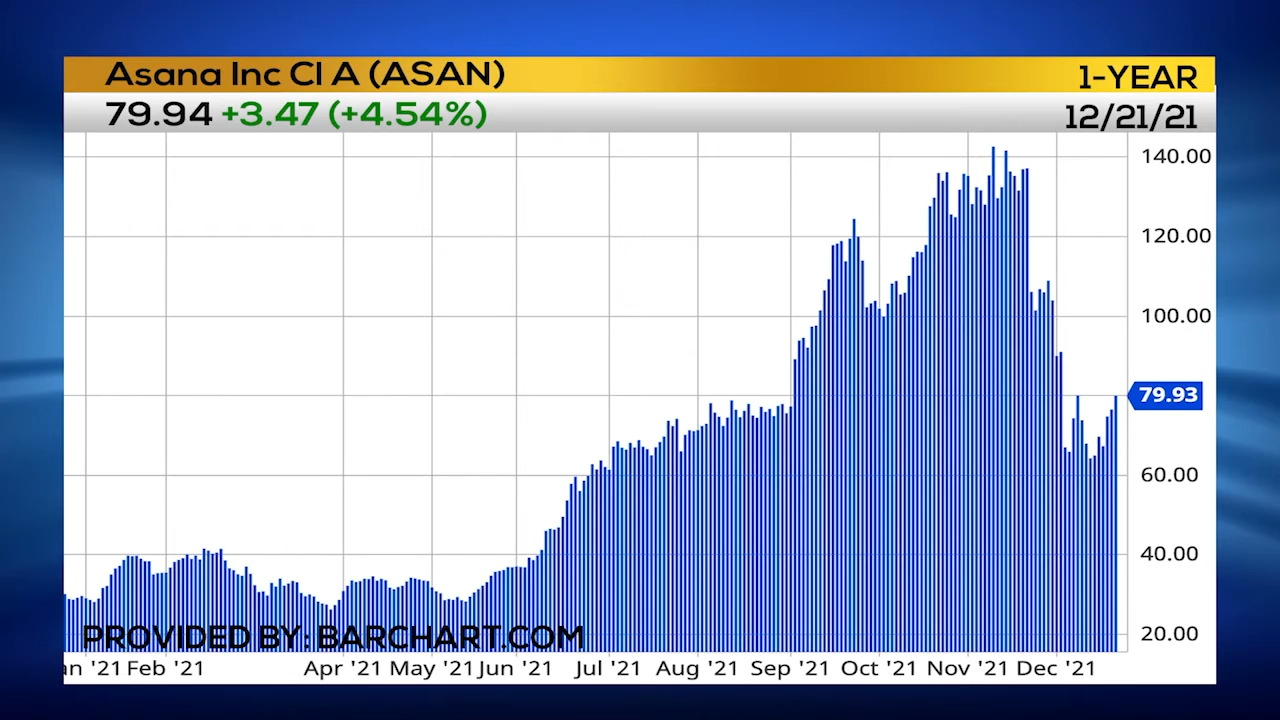 Asana Inc Cl A (ASAN)
1-YEAR
79.94 +3.47 (+4.54%)
12/21/21
140.00
120.00
100.00
79.93
60.00
40.00
20.00
PROVIDED BY: BARCHART.COM
an '21 Feb '21 Apr '21 May '21 Jun '21 Jul '21 Aug '21 Sep '21 Oct '21 Nov '21 Dec '21